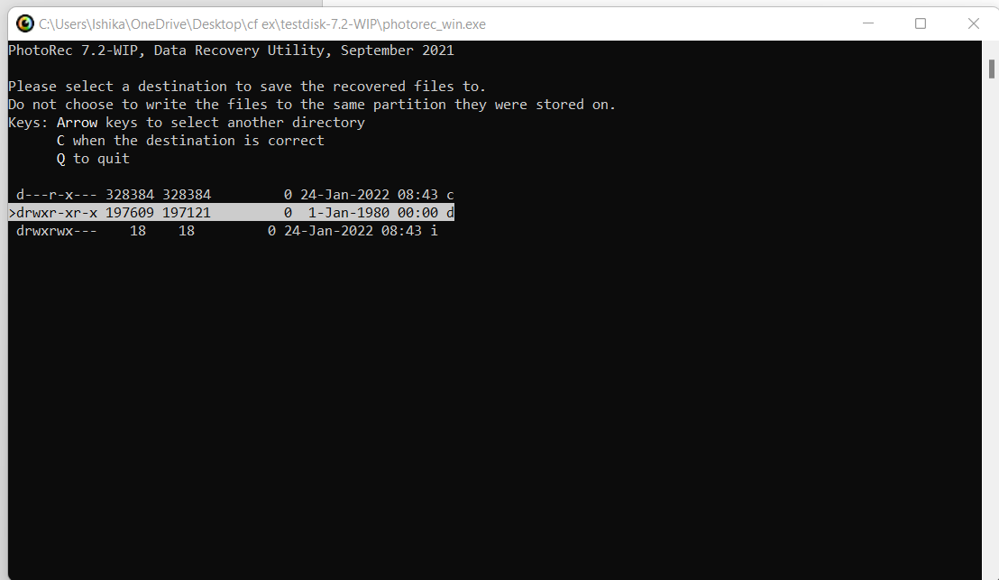 C:\Users\Ishika\OneDrive\Desktop\cf ex\testdisk-7.2-WIP\photorec_win.exe
PhotoRec 7.2-WIP, Data Recovery Utility, September 2021
Please select a destination to save the recovered files to.
Do not choose to write the files to the same partition they were stored on.
Keys: Arrow keys to select another directory
      C when the destination is correct
      Q to quit
 d---r-x--- 328384 328384         0 24-Jan-2022 08:43 c
>drwxr-xr-x 197609 197121         0  1-Jan-1980 00:00 d
 drwxrwx---    18    18         0 24-Jan-2022 08:43 i